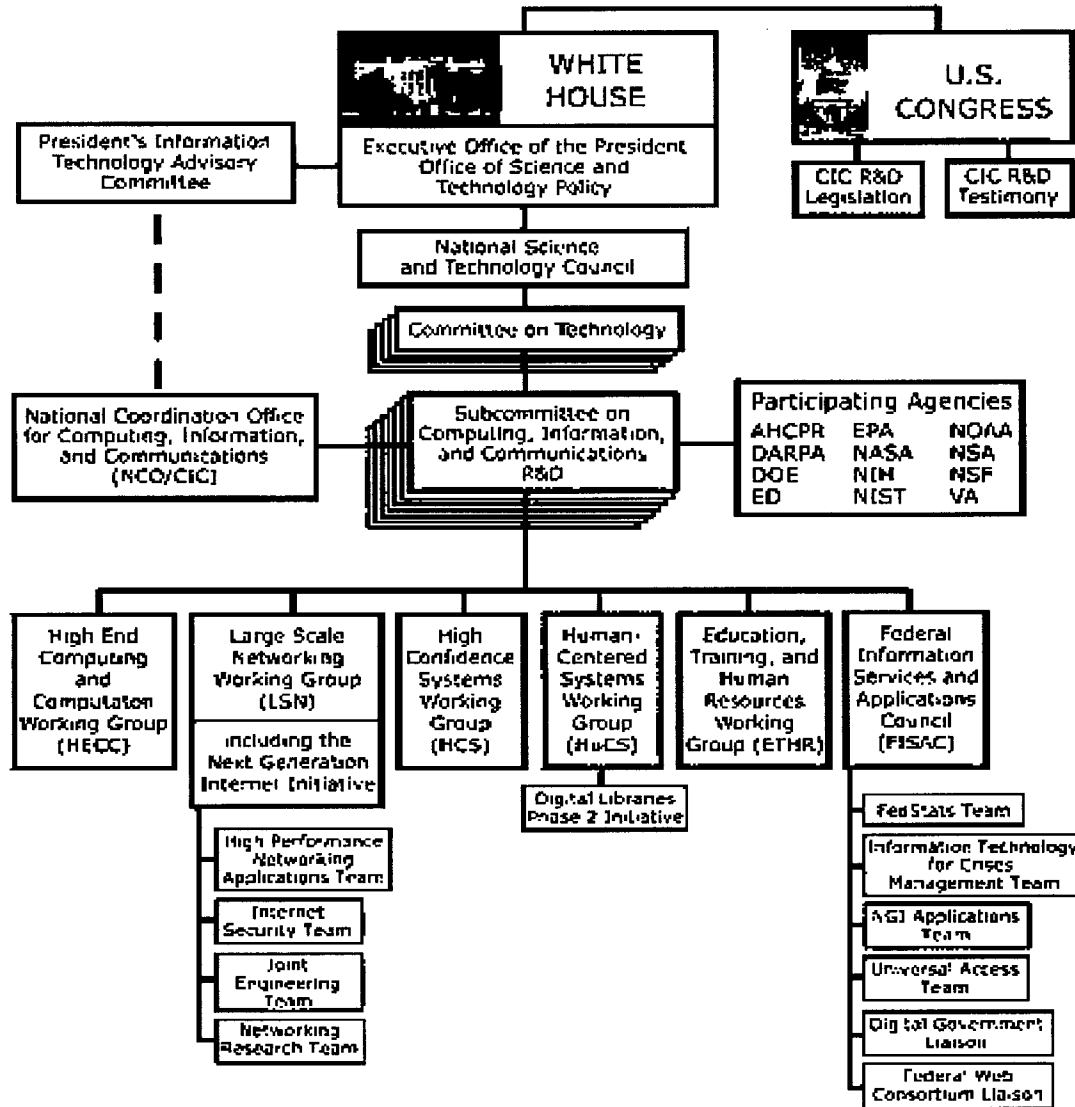 WHITE
HOUSE
U.S.
CONGRESS
President's Information
Technology Advisory
Committee
Executive Office of the President
Office of Science and
Technology Policy
CIC R&D
Legislation
CIC R&D
Testimony
National Science
and Technology Council
Committee on Technology
National Coordination Office
for Computing, Information,
and Communications
(NCO/CIC)
Subcommittee on
Computing, Information,
and Communications
R&D
Participating Agencies
AHCPR EPA NOAA
DARPA NASA NSA
DOE NIH NSF
ED NIST VA
High End
Computing
and
Computation
Working Group
(HECC)
Large Scale
Networking
Working Group
(LSN)
including the
Next Generation
Internet Initiative
High
Confidence
Systems
Working
Group
(HCS)
Human-
Centered
Systems
Working
Group
(HuCS)
Education,
Training, and
Human
Resources
Working
Group (ETHR)
Federal
Information
Services and
Applications
Council
(FISAC)
Digital Libraries
Phase 2 Initiative
High Performance
Networking
Applications Team
Internet
Security Team
Joint
Engineering
Team
Networking
Research Team
FedStats Team
Information Technology
for Crises
Management Team
NGI Applications
Team
Universal Access
Team
Digital Government
Liaison
Federal Web
Consortium Liaison